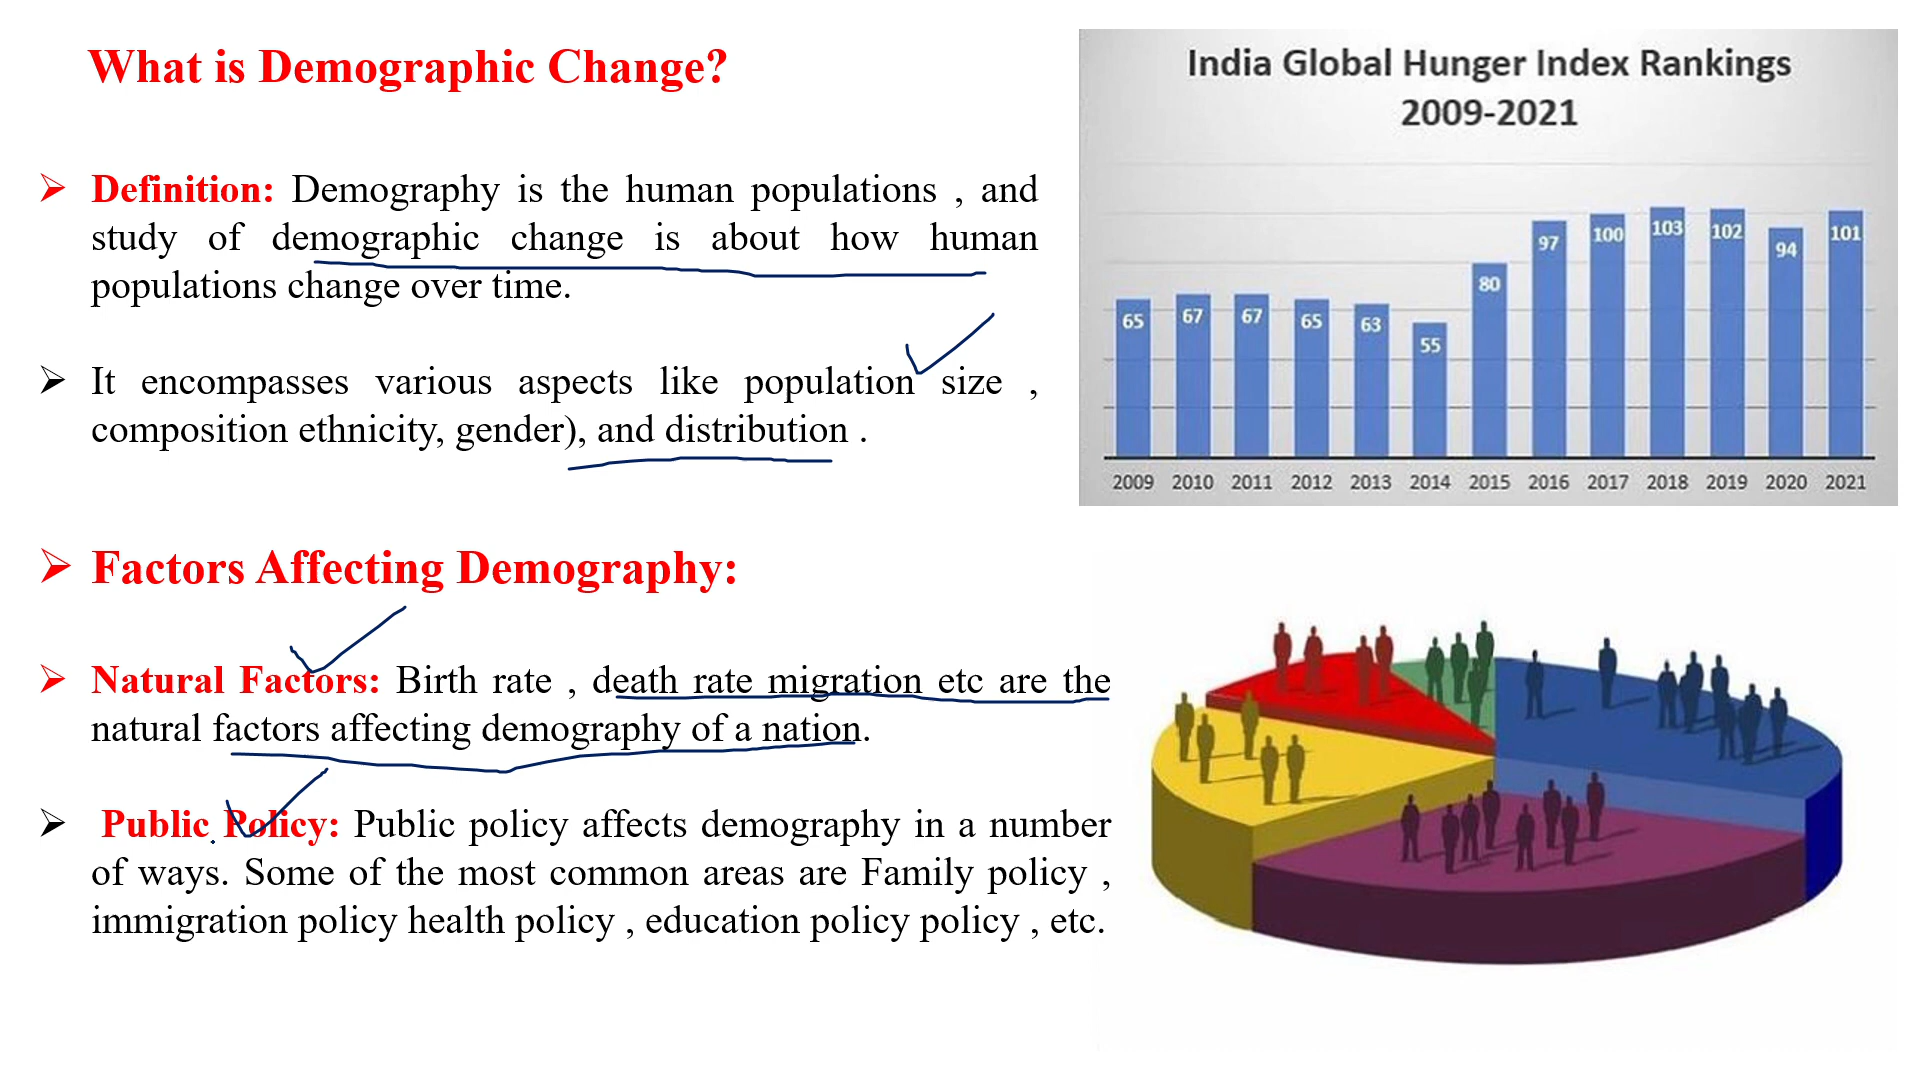 What is Demographic Change?
Definition: Demography is the human populations , and
study of demographic change is about how human
populations change over time.
It encompasses various aspects like population size ,
composition ethnicity, gender), and distribution .
Factors Affecting Demography:
Natural Factors: Birth rate , death rate migration etc are the
natural factors affecting demography of a nation.
Public Policy: Public policy affects demography in a number
of ways. Some of the most common areas are Family policy ,
immigration policy health policy , education policy policy , etc.
India Global Hunger Index Rankings
2009-2021
65 67 67 65 63 55 80 97 100 103 102 94 101
2009 2010 2011 2012 2013 2014 2015 2016 2017 2018 2019 2020 2021